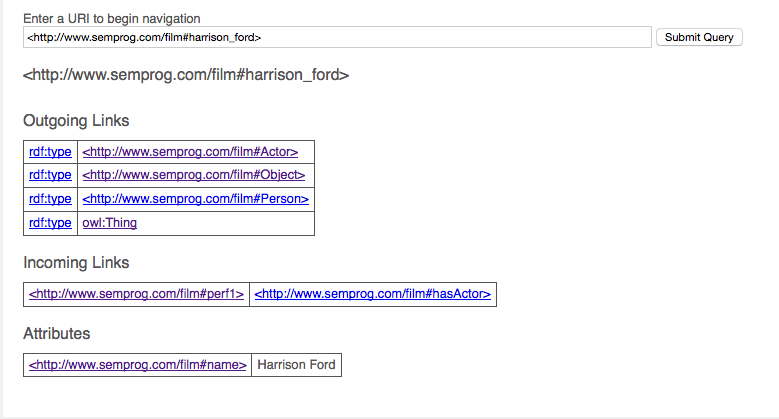 Enter a URI to begin navigation
<http://www.semprog.com/film#harrison_ford> Submit Query
<http://www.semprog.com/film#harrison_ford>
Outgoing Links
rdf:type <http://www.semprog.com/film#Actor>
rdf:type <http://www.semprog.com/film#Object>
rdf:type <http://www.semprog.com/film#Person>
rdf:type owl:Thing
Incoming Links
<http://www.semprog.com/film#perf1> <http://www.semprog.com/film#hasActor>
Attributes
<http://www.semprog.com/film#name> Harrison Ford